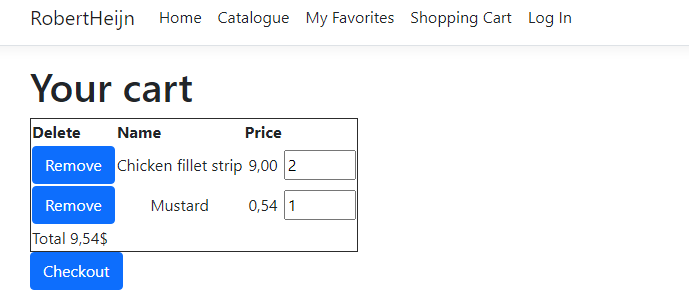 RobertHeijn Home Catalogue My Favorites Shopping Cart Log In
Your cart
Delete Name Price
Remove Chicken fillet strip 9,00 2
Remove Mustard 0,54 1
Total 9,54$
Checkout